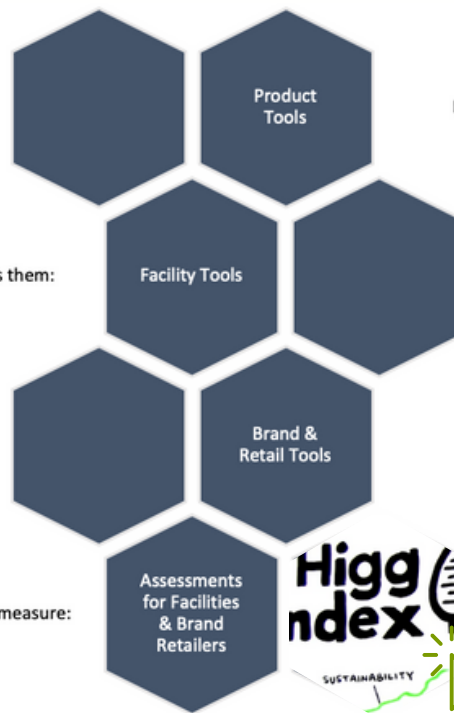 Product
Tools
s them:
Facility Tools
Brand &
Retail Tools
measure:
Assessments
for Facilities
& Brand
Retailers
Higg
ndex
SUSTAINABILITY